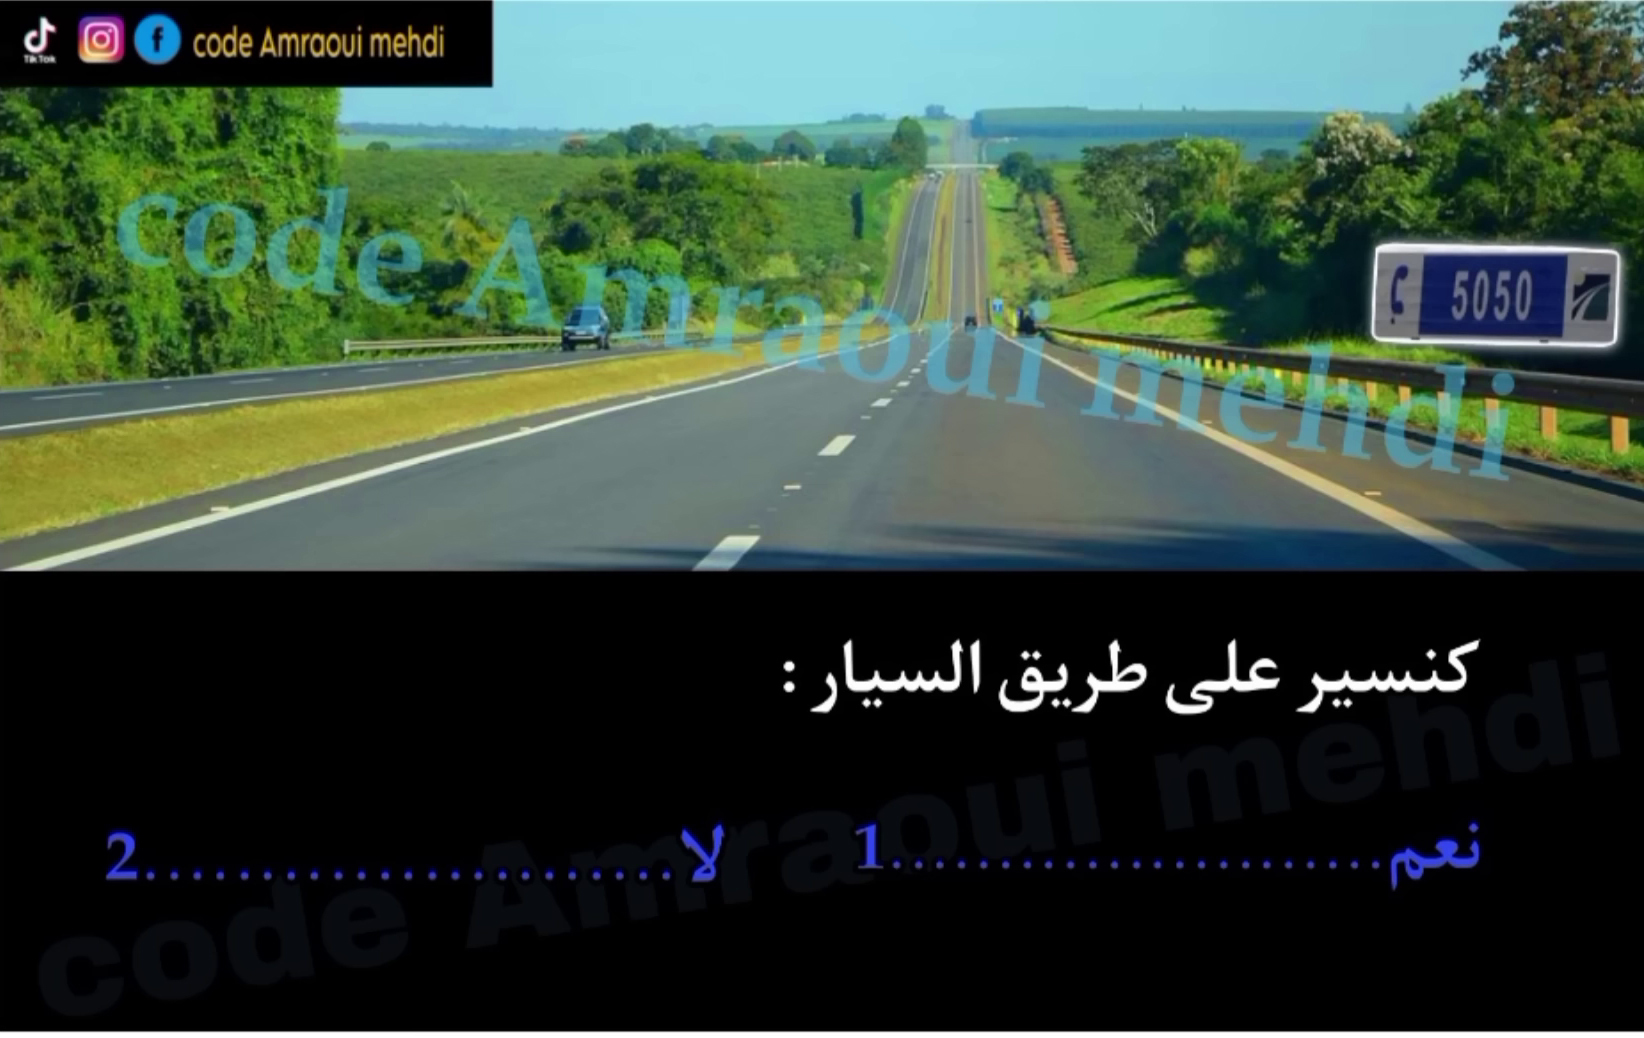 TikTok
code Amraoui mehdi
code Amraoui mehdi
5050
كنسير على طريق السيار :
نعم.......................1 لا.......................2
code Amraoui mehdi